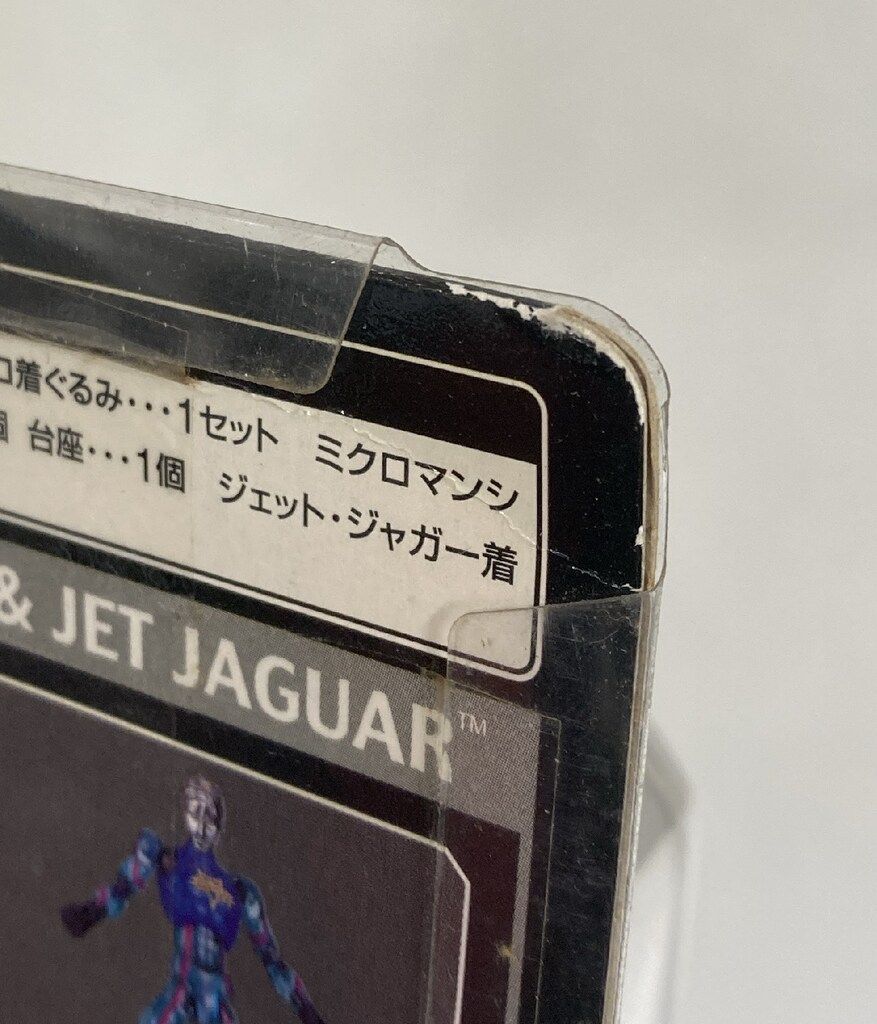 着ぐるみ･･･1セット ミクロマンシ
台座･･･1個 ジェット・ジャガー着
& JET JAGUAR™